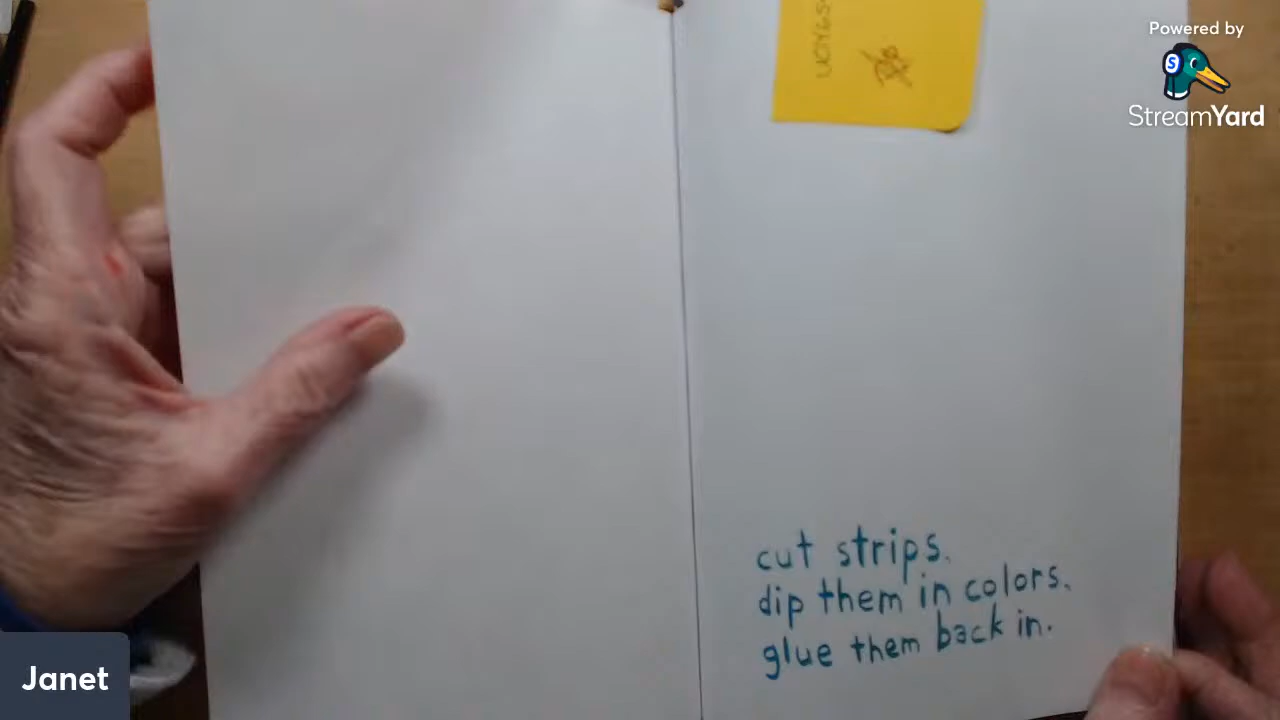 Powered by
StreamYard
cut strips.
dip them in colors.
glue them back in.
Janet